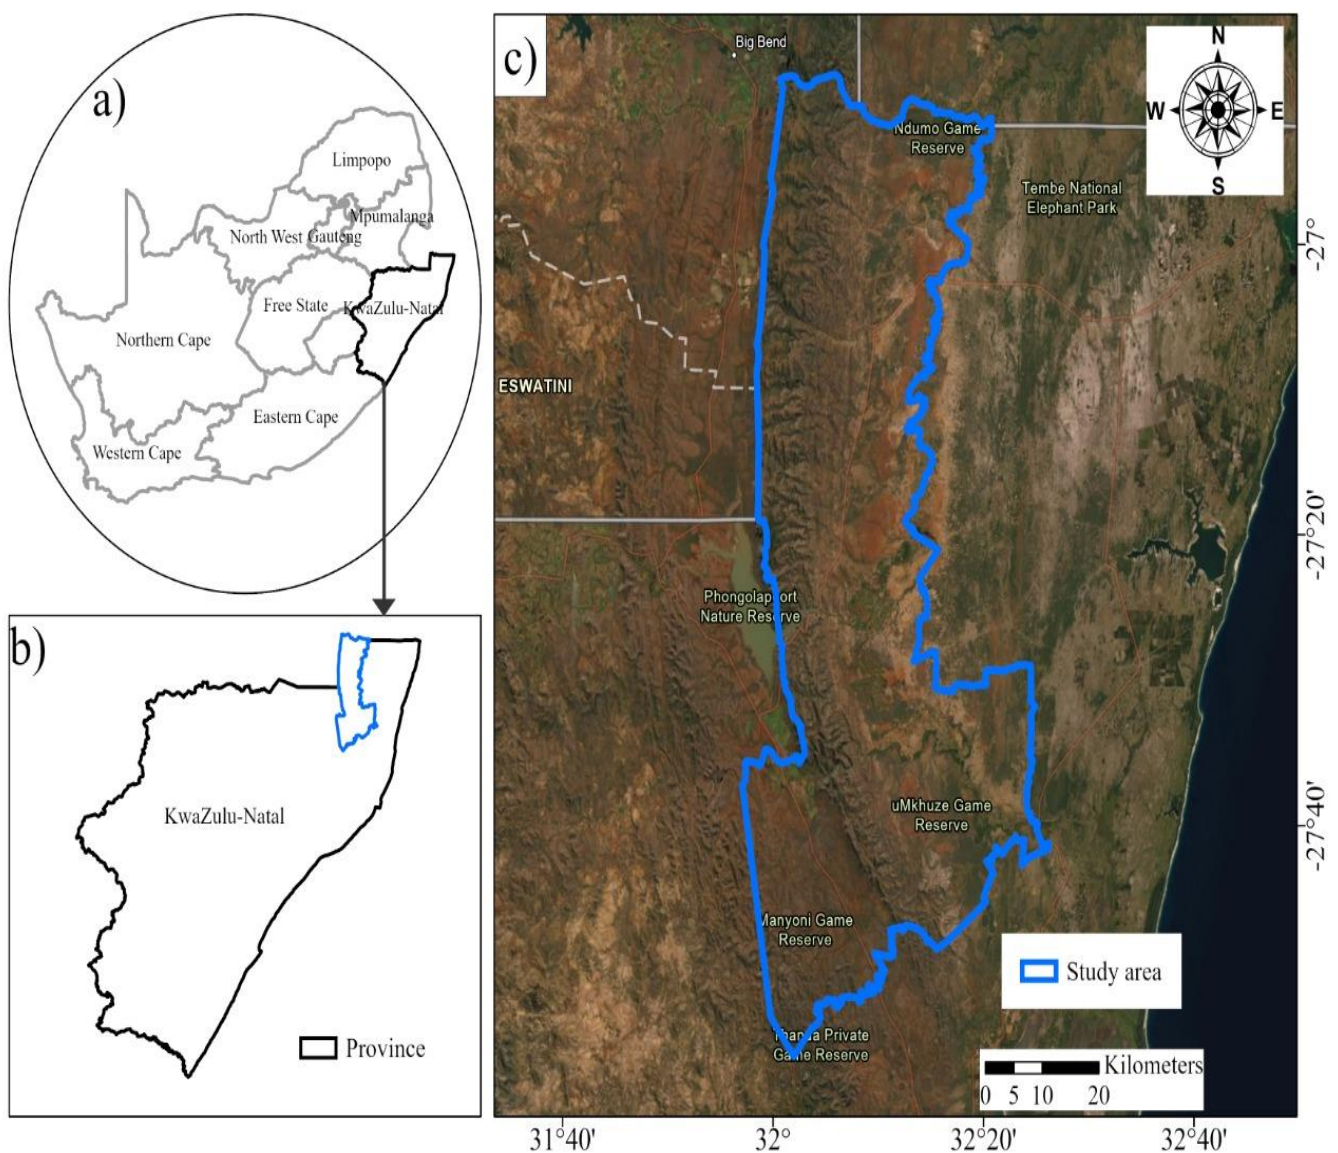 a)
Limpopo
Mpumalanga
North West
Gauteng
Free State
KwaZulu-Natal
Northern Cape
Eastern Cape
Western Cape
b)
KwaZulu-Natal
Province
c)
Big Bend
N
W
E
S
Ndumo Game
Reserve
Tembe National
Elephant Park
ESWATINI
Phongolapoort
Nature Reserve
uMkhuze Game
Reserve
Manyoni Game
Reserve
Thanda Private
Game Reserve
Study area
Kilometers
0 5 10 20
-27°
-27°20'
-27°40'
31°40' 32° 32°20' 32°40'